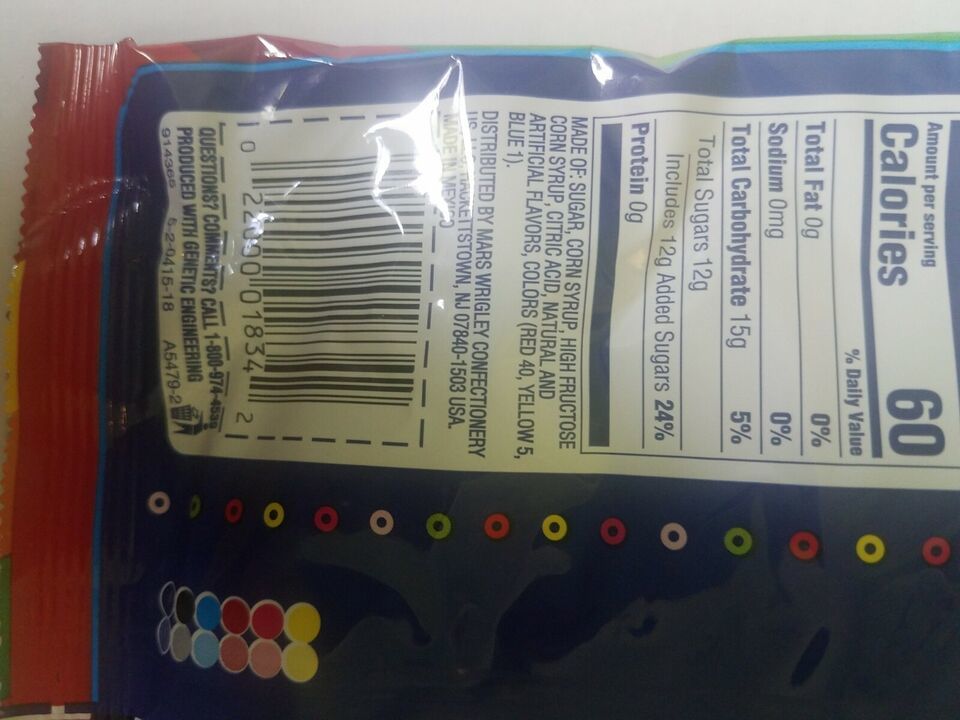 Amount per serving
Calories 60
% Daily Value
Total Fat 0g 0%
Sodium 0mg 0%
Total Carbohydrate 15g 5%
Total Sugars 12g
Includes 12g Added Sugars 24%
Protein 0g
MADE OF: SUGAR, CORN SYRUP, HIGH FRUCTOSE
CORN SYRUP, CITRIC ACID, NATURAL AND
ARTIFICIAL FLAVORS, COLORS (RED 40, YELLOW 5,
BLUE 1).
DISTRIBUTED BY MARS WRIGLEY CONFECTIONERY
NJ 07840-1503 USA.
MADE IN MEXICO
0 22000 01834 2
QUESTIONS? COMMENTS? CALL 1-800-974-4539
PRODUCED WITH GENETIC ENGINEERING
914366 A5479-2